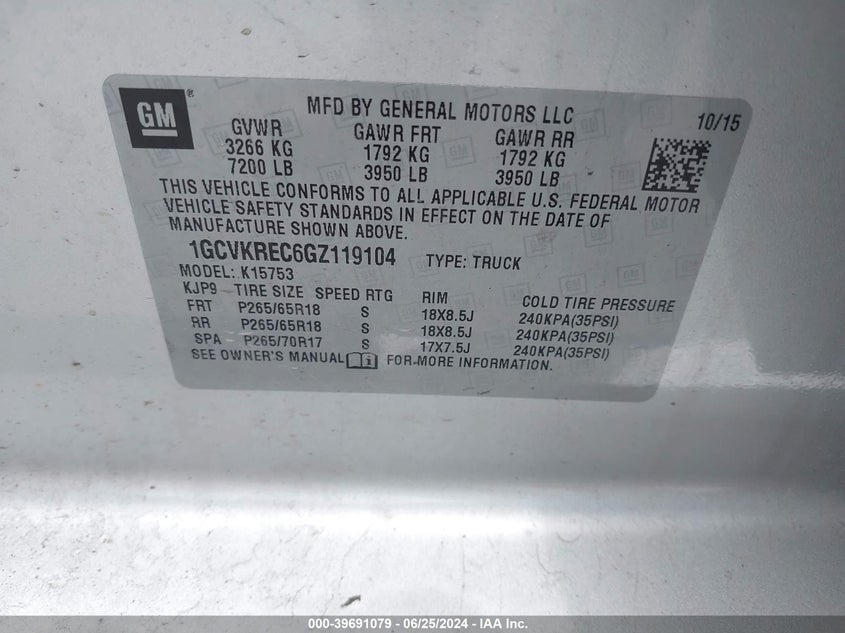 GM®
MFD BY GENERAL MOTORS LLC 10/15
GVWR GAWR FRT GAWR RR
3266 KG 1792 KG 1792 KG
7200 LB 3950 LB 3950 LB
THIS VEHICLE CONFORMS TO ALL APPLICABLE U.S. FEDERAL MOTOR
VEHICLE SAFETY STANDARDS IN EFFECT ON THE DATE OF
MANUFACTURE SHOWN ABOVE.
1GCVKREC6GZ119104 TYPE: TRUCK
MODEL: K15753
KJP9 TIRE SIZE SPEED RTG RIM COLD TIRE PRESSURE
FRT P265/65R18 S 18X8.5J 240KPA(35PSI)
RR P265/65R18 S 18X8.5J 240KPA(35PSI)
SPA P265/70R17 S 17X7.5J 240KPA(35PSI)
SEE OWNER'S MANUAL FOR MORE INFORMATION.
000-39691079 - 06/25/2024 - IAA Inc.